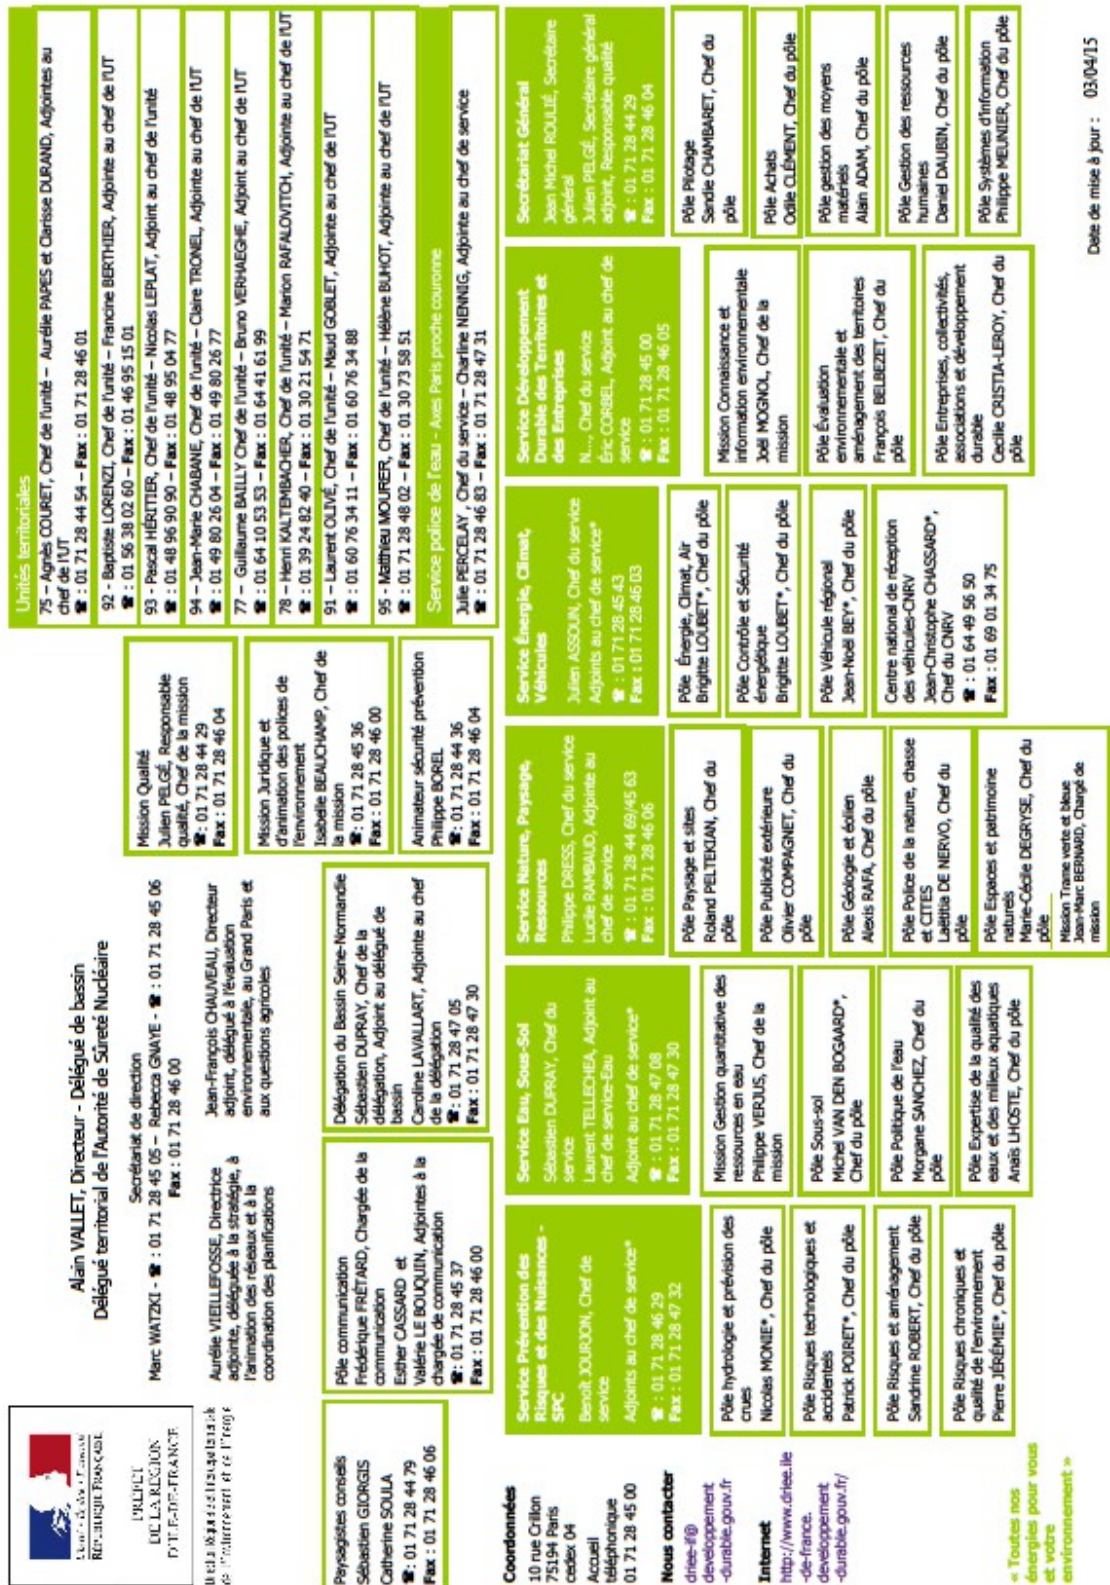 Liberté • Égalité • Fraternité
RÉPUBLIQUE FRANÇAISE
PRÉFET
DE LA RÉGION
D'ILE-DE-FRANCE
Alain VALLET, Directeur - Délégué de bassin
Délégué territorial de l'Autorité de Sûreté Nucléaire
Secrétariat de direction
Marc WATZKI - ☎ : 01 71 28 45 05 – Rebecca GNAYE - ☎ : 01 71 28 45 06
Fax : 01 71 28 46 00
Aurélie VIEILLEFOSSE, Directrice
adjointe, déléguée à la stratégie, à
l'animation des réseaux et à la
coordination des planifications
Jean-François CHAUVEAU, Directeur
adjoint, délégué à l'évaluation
environnementale, au Grand Paris et
aux questions agricoles
Mission Qualité
Julien PELGÉ, Responsable
qualité, Chef de la mission
☎: 01 71 28 44 29
Fax : 01 71 28 46 04
Mission Juridique et
d'animation des polices de
l'environnement
Isabelle BEAUCHAMP, Chef de
la mission
☎: 01 71 28 45 36
Fax : 01 71 28 46 00
Animateur sécurité prévention
Philippe BOREL
☎: 01 71 28 44 36
Fax : 01 71 28 46 04
Unités territoriales
75 – Agnès COURET, Chef de l'unité – Aurélie PAPES et Clarisse DURAND, Adjointes au
chef de l'UT
☎ : 01 71 28 44 54 – Fax : 01 71 28 46 01
92 - Baptiste LORENZI, Chef de l'unité – Francine BERTHIER, Adjointe au chef de l'UT
☎ : 01 56 38 02 60 – Fax : 01 46 95 15 01
93 - Pascal HÉRITIER, Chef de l'unité – Nicolas LEPLAT, Adjoint au chef de l'unité
☎ : 01 48 96 90 90 – Fax : 01 48 95 04 77
94 – Jean-Marie CHABANE, Chef de l'unité – Claire TRONEL, Adjointe au chef de l'UT
☎ : 01 49 80 26 04 – Fax : 01 49 80 26 77
77 – Guillaume BAILLY Chef de l'unité – Bruno VERHAEGHE, Adjoint au chef de l'UT
☎ : 01 64 10 53 53 – Fax : 01 64 41 61 99
78 – Henri KALTEMBACHER, Chef de l'unité – Marion RAFALOVITCH, Adjointe au chef de l'UT
☎ : 01 39 24 82 40 – Fax : 01 30 21 54 71
91 – Laurent OLIVÉ, Chef de l'unité – Maud GOBLET, Adjointe au chef de l'UT
☎ : 01 60 76 34 11 – Fax : 01 60 76 34 88
95 - Matthieu MOURER, Chef de l'unité – Hélène BUHOT, Adjointe au chef de l'UT
☎ : 01 71 28 48 02 – Fax : 01 30 73 58 51
Service police de l'eau - Axes Paris proche couronne
Julie PERCELAY , Chef du service – Charline NENNIG, Adjointe au chef de service
☎ : 01 71 28 46 83 – Fax : 01 71 28 47 31
Paysagistes conseils
Sébastien GIORGIS
Catherine SOULA
☎: 01 71 28 44 79
Fax : 01 71 28 46 06
Pôle communication
Frédérique FRÉTARD, Chargée de la
communication
Esther CASSARD et
Valérie LE BOUQUIN, Adjointes à la
chargée de communication
☎: 01 71 28 45 37
Fax : 01 71 28 46 00
Délégation du Bassin Seine-Normandie
Sébastien DUPRAY, Chef de la
délégation, Adjoint au délégué de
bassin
Caroline LAVALLART, Adjointe au chef
de la délégation
☎: 01 71 28 47 05
Fax : 01 71 28 47 30
Coordonnées
10 rue Crillon
75194 Paris
cedex 04
Accueil
téléphonique
01 71 28 45 00
Nous contacter
driee-if@
developpement
-durable.gouv.fr
Internet
http://www.driee.ile
-de-france.
developpement
-durable.gouv.fr/
« Toutes nos
énergies pour vous
et votre
environnement »
Service Prévention des
Risques et des Nuisances -
SPC
Benoît JOURJON, Chef de
service
Adjoints au chef de service*
☎ : 01 71 28 46 29
Fax : 01 71 28 47 32
Pôle hydrologie et prévision des
crues
Nicolas MONIE*, Chef du pôle
Pôle Risques technologiques et
accidentels
Patrick POIRET*, Chef du pôle
Pôle Risques et aménagement
Sandrine ROBERT, Chef du pôle
Pôle Risques chroniques et
qualité de l'environnement
Pierre JÉRÉMIE*, Chef du pôle
Service Eau, Sous-Sol
Sébastien DUPRAY, Chef du
service
Laurent TELLECHEA, Adjoint au
chef de service-Eau
Adjoint au chef de service*
☎ : 01 71 28 47 08
Fax : 01 71 28 47 30
Mission Gestion quantitative des
ressources en eau
Philippe VERJUS, Chef de la
mission
Pôle Sous-sol
Michel VAN DEN BOGAARD*,
Chef du pôle
Pôle Politique de l'eau
Morgane SANCHEZ, Chef du
pôle
Pôle Expertise de la qualité des
eaux et des milieux aquatiques
Anaïs LHOSTE, Chef du pôle
Service Nature, Paysage,
Ressources
Philippe DRESS, Chef du service
Lucile RAMBAUD, Adjointe au
chef de service
☎ : 01 71 28 44 69/45 63
Fax : 01 71 28 46 06
Pôle Paysage et sites
Roland PELTEKIAN, Chef du
pôle
Pôle Publicité extérieure
Olivier COMPAGNET, Chef du
pôle
Pôle Géologie et éolien
Alexis RAFA, Chef du pôle
Pôle Police de la nature, chasse
et CITES
Laëtitia DE NERVO, Chef du
pôle
Pôle Espaces et patrimoine
naturels
Marie-Cécile DEGRYSE, Chef du
pôle
Mission Trame verte et bleue
Jean-Marc BERNARD, Chargé de
mission
Service Énergie, Climat,
Véhicules
Julien ASSOUN, Chef du service
Adjoints au chef de service*
☎ : 01 71 28 45 43
Fax : 01 71 28 46 03
Pôle Énergie, Climat, Air
Brigitte LOUBET*, Chef du pôle
Pôle Contrôle et Sécurité
énergétique
Brigitte LOUBET*, Chef du pôle
Pôle Véhicule régional
Jean-Noël BEY*, Chef du pôle
Centre national de réception
des véhicules-CNRV
Jean-Christophe CHASSARD*,
Chef du CNRV
☎ : 01 64 49 56 50
Fax : 01 69 01 34 75
Service Développement
Durable des Territoires et
des Entreprises
N..., Chef du service
Éric CORBEL, Adjoint au chef de
service
☎ : 01 71 28 45 00
Fax : 01 71 28 46 05
Mission Connaissance et
information environnementale
Joël MOGNOL, Chef de la
mission
Pôle Évaluation
environnementale et
aménagement des territoires
François BELBEZET, Chef du
pôle
Pôle Entreprises, collectivités,
associations et développement
durable
Cecilie CRISTIA-LEROY, Chef du
pôle
Secrétariat Général
Jean Michel ROULIÉ, Secrétaire
général
Julien PELGÉ, Secrétaire général
adjoint, Responsable qualité
☎ : 01 71 28 44 29
Fax : 01 71 28 46 04
Pôle Pilotage
Sandie CHAMBARET, Chef du
pôle
Pôle Achats
Odile CLÉMENT, Chef du pôle
Pôle gestion des moyens
matériels
Alain ADAM, Chef du pôle
Pôle Gestion des ressources
humaines
Daniel DAUBIN, Chef du pôle
Pôle Systèmes d'information
Philippe MEUNIER, Chef du pôle
Date de mise à jour : 03/04/15